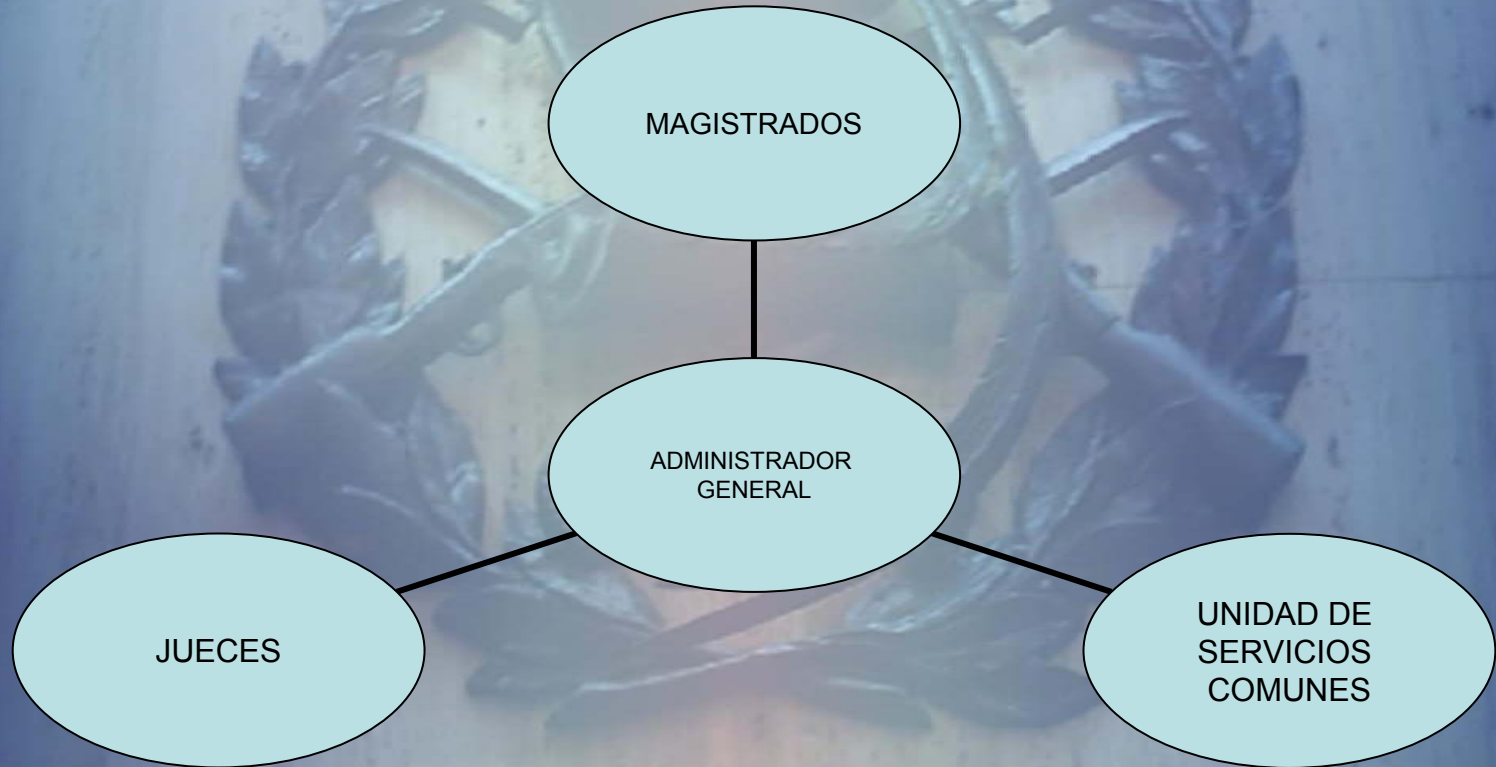 MAGISTRADOS
ADMINISTRADOR
GENERAL
JUECES
UNIDAD DE
SERVICIOS
COMUNES